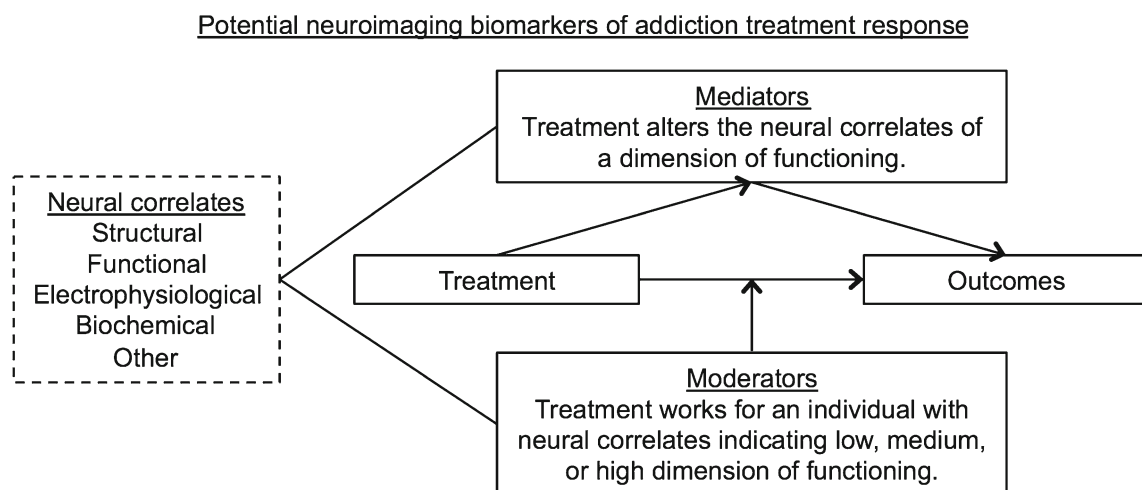 Potential neuroimaging biomarkers of addiction treatment response
Mediators
Treatment alters the neural correlates of
a dimension of functioning.
Neural correlates
Structural
Functional
Electrophysiological
Biochemical
Other
Treatment
Outcomes
Moderators
Treatment works for an individual with
neural correlates indicating low, medium,
or high dimension of functioning.